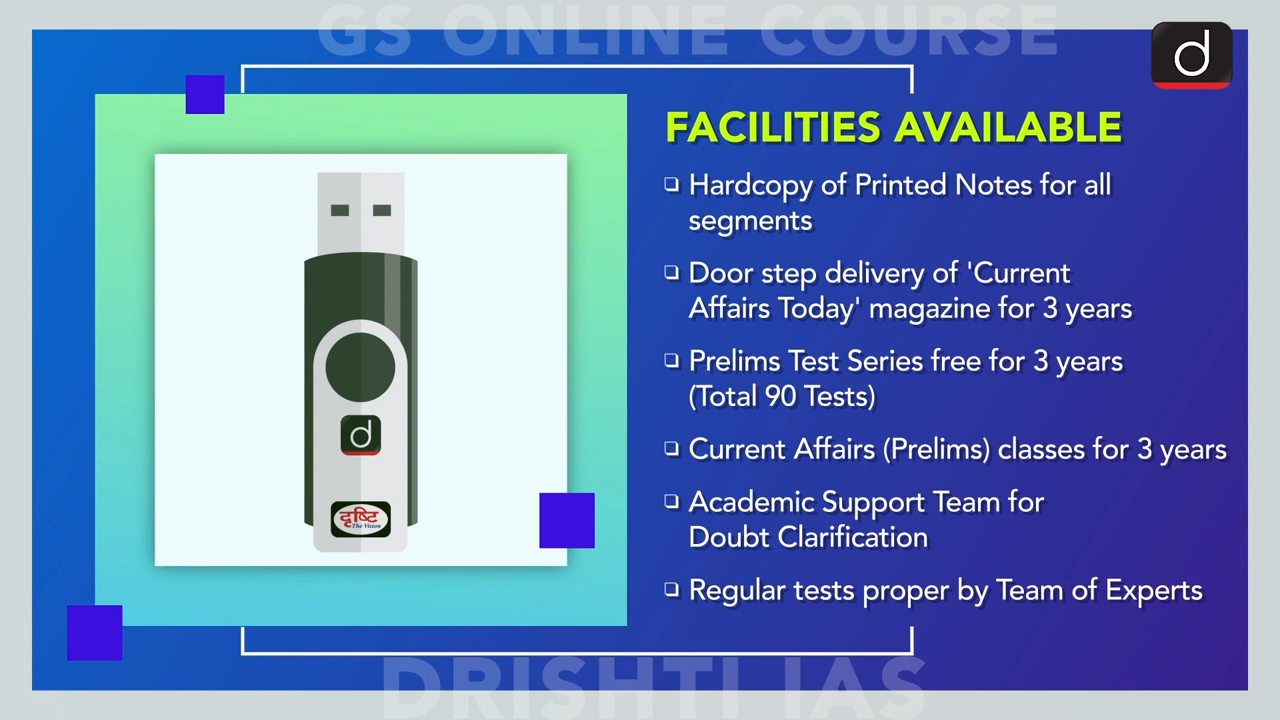 GS ONLINE COURSE
d
FACILITIES AVAILABLE
❑ Hardcopy of Printed Notes for all
segments
❑ Door step delivery of 'Current
Affairs Today' magazine for 3 years
❑ Prelims Test Series free for 3 years
(Total 90 Tests)
❑ Current Affairs (Prelims) classes for 3 years
❑ Academic Support Team for
Doubt Clarification
❑ Regular tests proper by Team of Experts
d
दृष्टि
The Vision
DRISHTI IAS